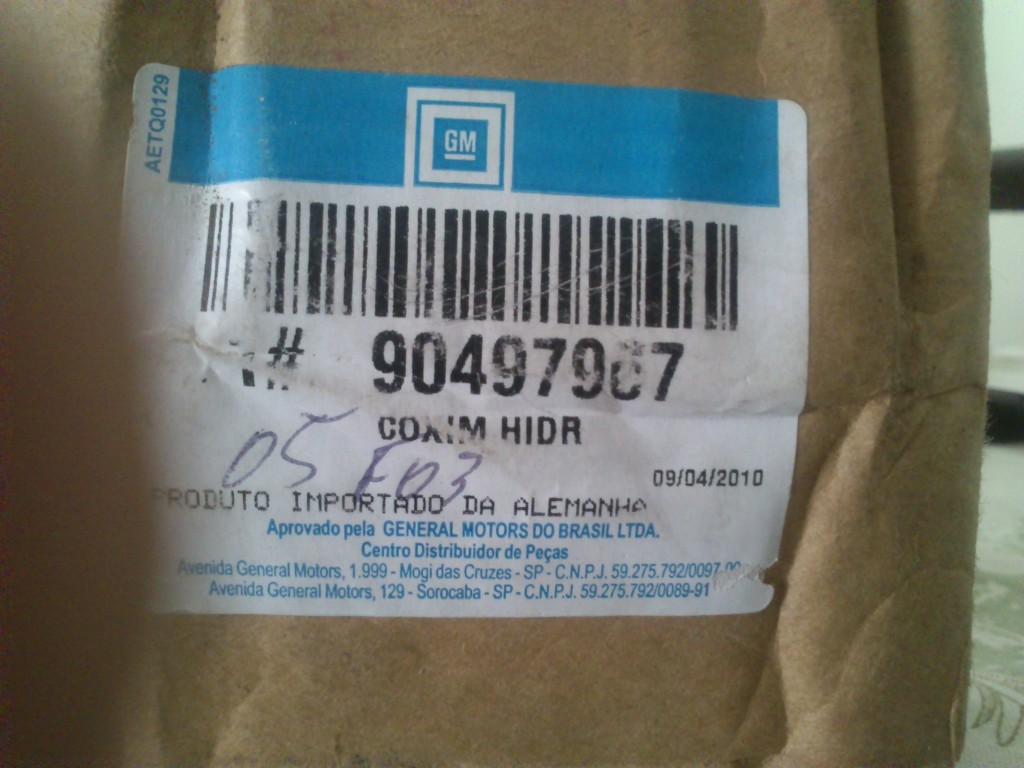 AETQ0129
GM
# 90497967
COXIM HIDR
05 F03
09/04/2010
PRODUTO IMPORTADO DA ALEMANHA
Aprovado pela GENERAL MOTORS DO BRASIL LTDA.
Centro Distribuidor de Peças
Avenida General Motors, 1.999 - Mogi das Cruzes - SP - C.N.P.J.
Avenida General Motors, 129 - Sorocaba - SP - C.N.P.J. 59.275.792/0089-91